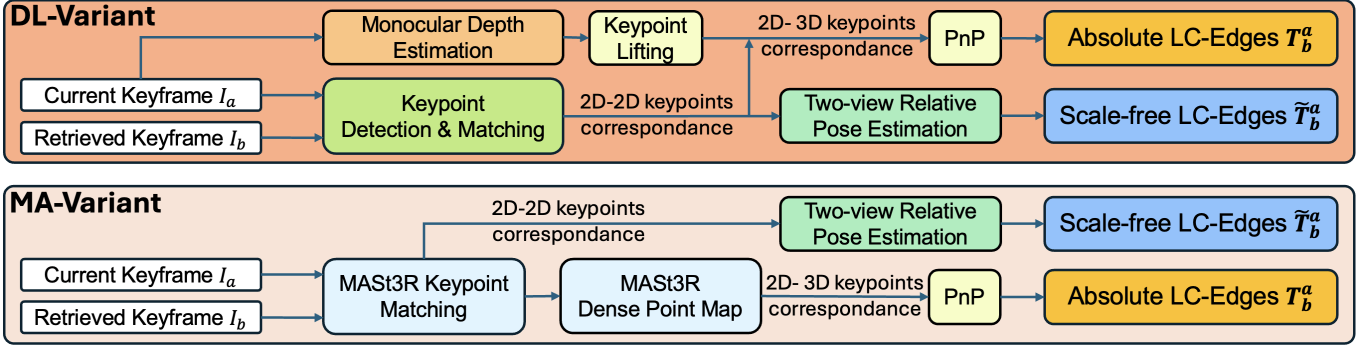 DL-Variant
Monocular Depth
Estimation
Keypoint
Lifting
2D- 3D keypoints
correspondance
PnP
Absolute LC-Edges T_b^a
Current Keyframe I_a
Retrieved Keyframe I_b
Keypoint
Detection & Matching
2D-2D keypoints
correspondance
Two-view Relative
Pose Estimation
Scale-free LC-Edges T̃_b^a
MA-Variant
2D-2D keypoints
correspondance
Two-view Relative
Pose Estimation
Scale-free LC-Edges T̃_b^a
Current Keyframe I_a
Retrieved Keyframe I_b
MASt3R Keypoint
Matching
MASt3R
Dense Point Map
2D- 3D keypoints
correspondance
PnP
Absolute LC-Edges T_b^a